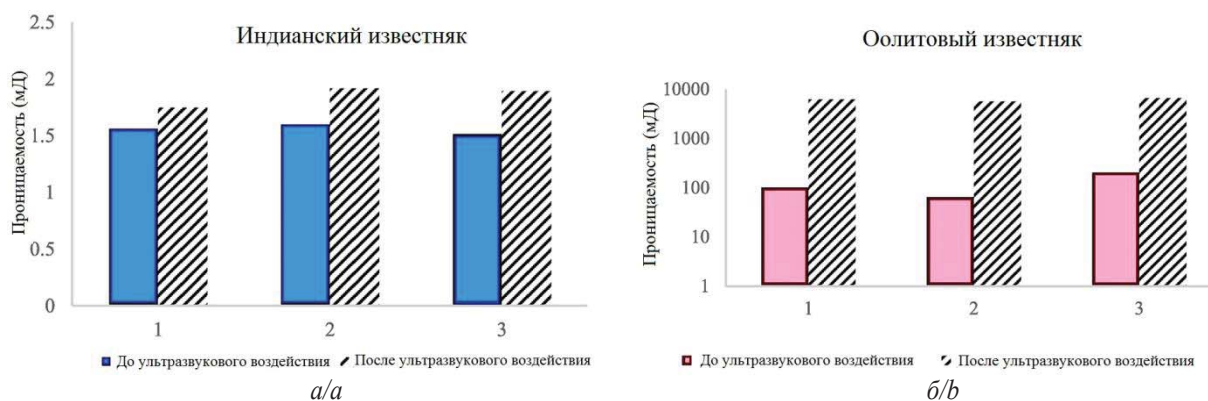 Индианский известняк
Проницаемость (мД)
2.5
2
1.5
1
0.5
0
1 2 3
До ультразвукового воздействия После ультразвукового воздействия
а/a
Оолитовый известняк
Проницаемость (мД)
10000
1000
100
10
1
1 2 3
До ультразвукового воздействия После ультразвукового воздействия
б/b